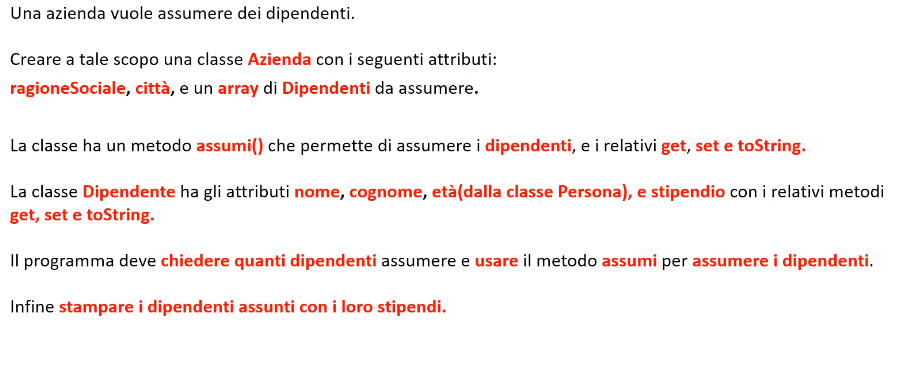 Una azienda vuole assumere dei dipendenti.
Creare a tale scopo una classe Azienda con i seguenti attributi:
ragioneSociale, città, e un array di Dipendenti da assumere.
La classe ha un metodo assumi() che permette di assumere i dipendenti, e i relativi get, set e toString.
La classe Dipendente ha gli attributi nome, cognome, età(dalla classe Persona), e stipendio con i relativi metodi
get, set e toString.
Il programma deve chiedere quanti dipendenti assumere e usare il metodo assumi per assumere i dipendenti.
Infine stampare i dipendenti assunti con i loro stipendi.